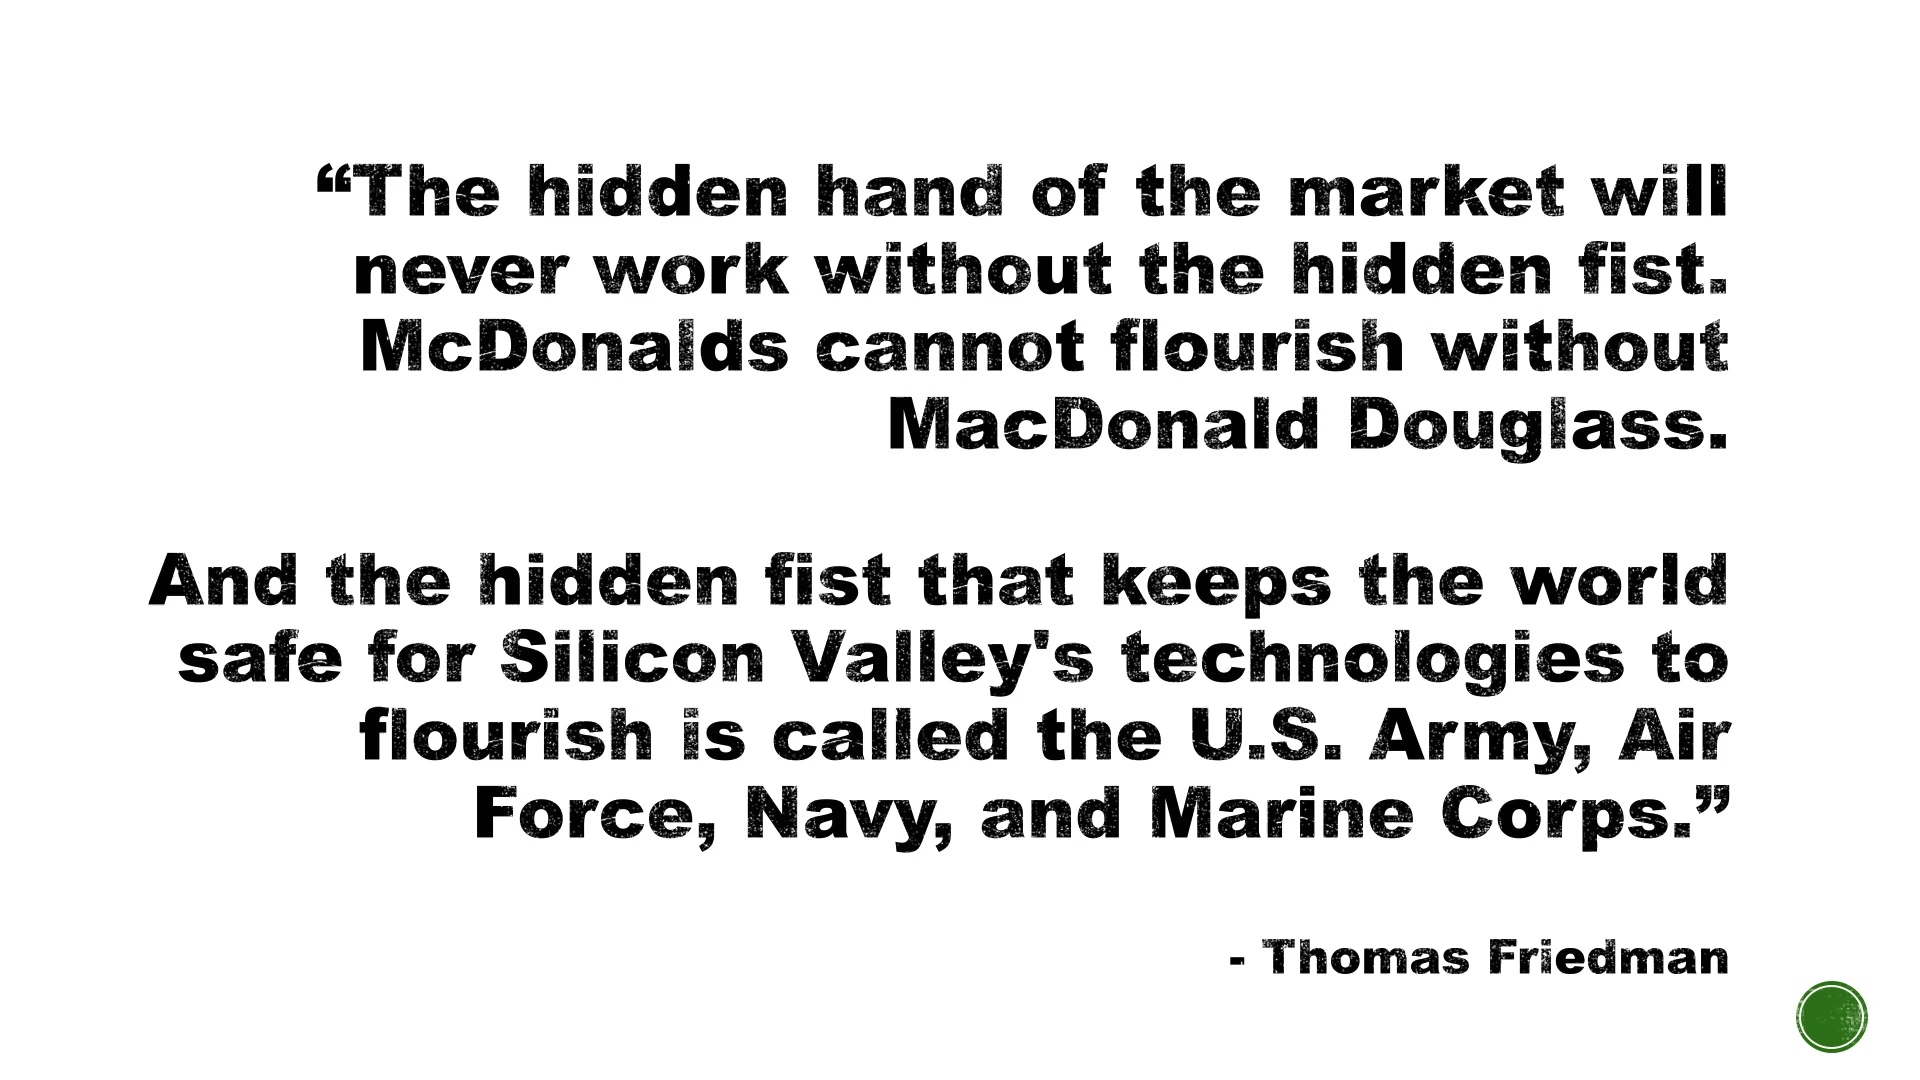 “The hidden hand of the market will
never work without the hidden fist.
McDonalds cannot flourish without
MacDonald Douglass.
And the hidden fist that keeps the world
safe for Silicon Valley's technologies to
flourish is called the U.S. Army, Air
Force, Navy, and Marine Corps.”
- Thomas Friedman